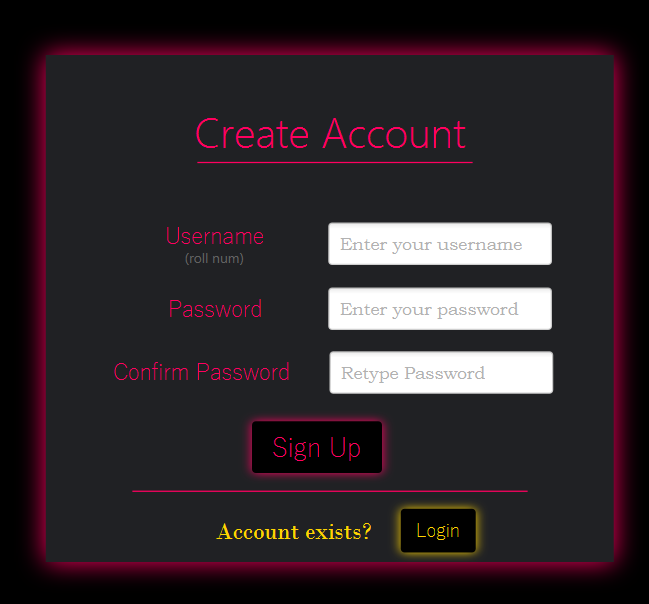 Create Account
Username Enter your username
(roll num)
Password Enter your password
Confirm Password Retype Password
Sign Up
Account exists? Login